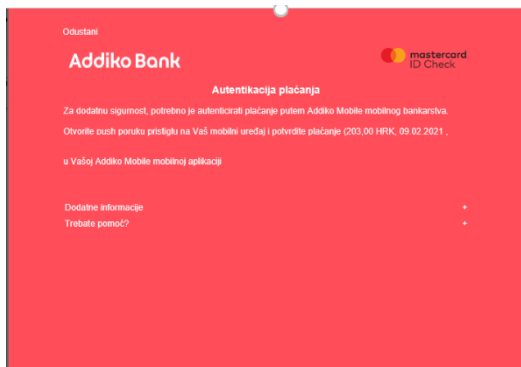 Odustani
Addiko Bank
mastercard
ID Check
Autentikacija plaćanja
Za dodatnu sigurnost, potrebno je autenticirati plaćanje putem Addiko Mobile mobilnog bankarstva.
Otvorite push poruku pristiglu na Vaš mobilni uređaj i potvrdite plaćanje (203,00 HRK, 09.02.2021 ,
u Vašoj Addiko Mobile mobilnoj aplikaciji
Dodatne informacije +
Trebate pomoć? +